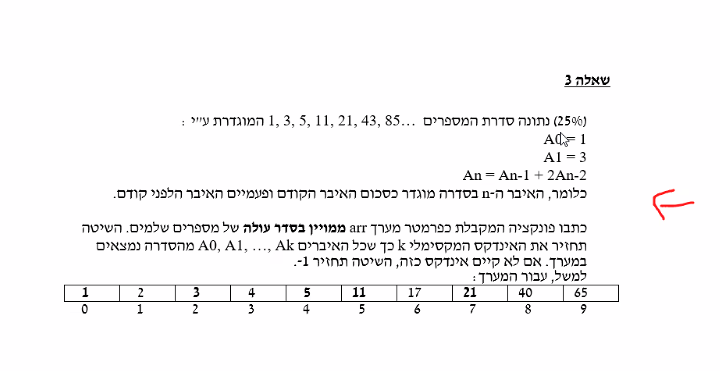 שאלה 3
(25%) נתונה סדרת המספרים 1, 3, 5, 11, 21, 43, 85… המוגדרת ע"י :
A0 = 1
A1 = 3
An = An-1 + 2An-2
כלומר, האיבר ה-n בסדרה מוגדר כסכום האיבר הקודם ופעמיים האיבר הלפני קודם.
כתבו פונקציה המקבלת כפרמטר מערך arr ממויין בסדר עולה של מספרים שלמים. השיטה
תחזיר את האינדקס המקסימלי k כך שכל האיברים A0, A1, …, Ak מהסדרה נמצאים
במערך. אם לא קיים אינדקס כזה, השיטה תחזיר 1-.
למשל, עבור המערך:
1 2 3 4 5 11 17 21 40 65
0 1 2 3 4 5 6 7 8 9